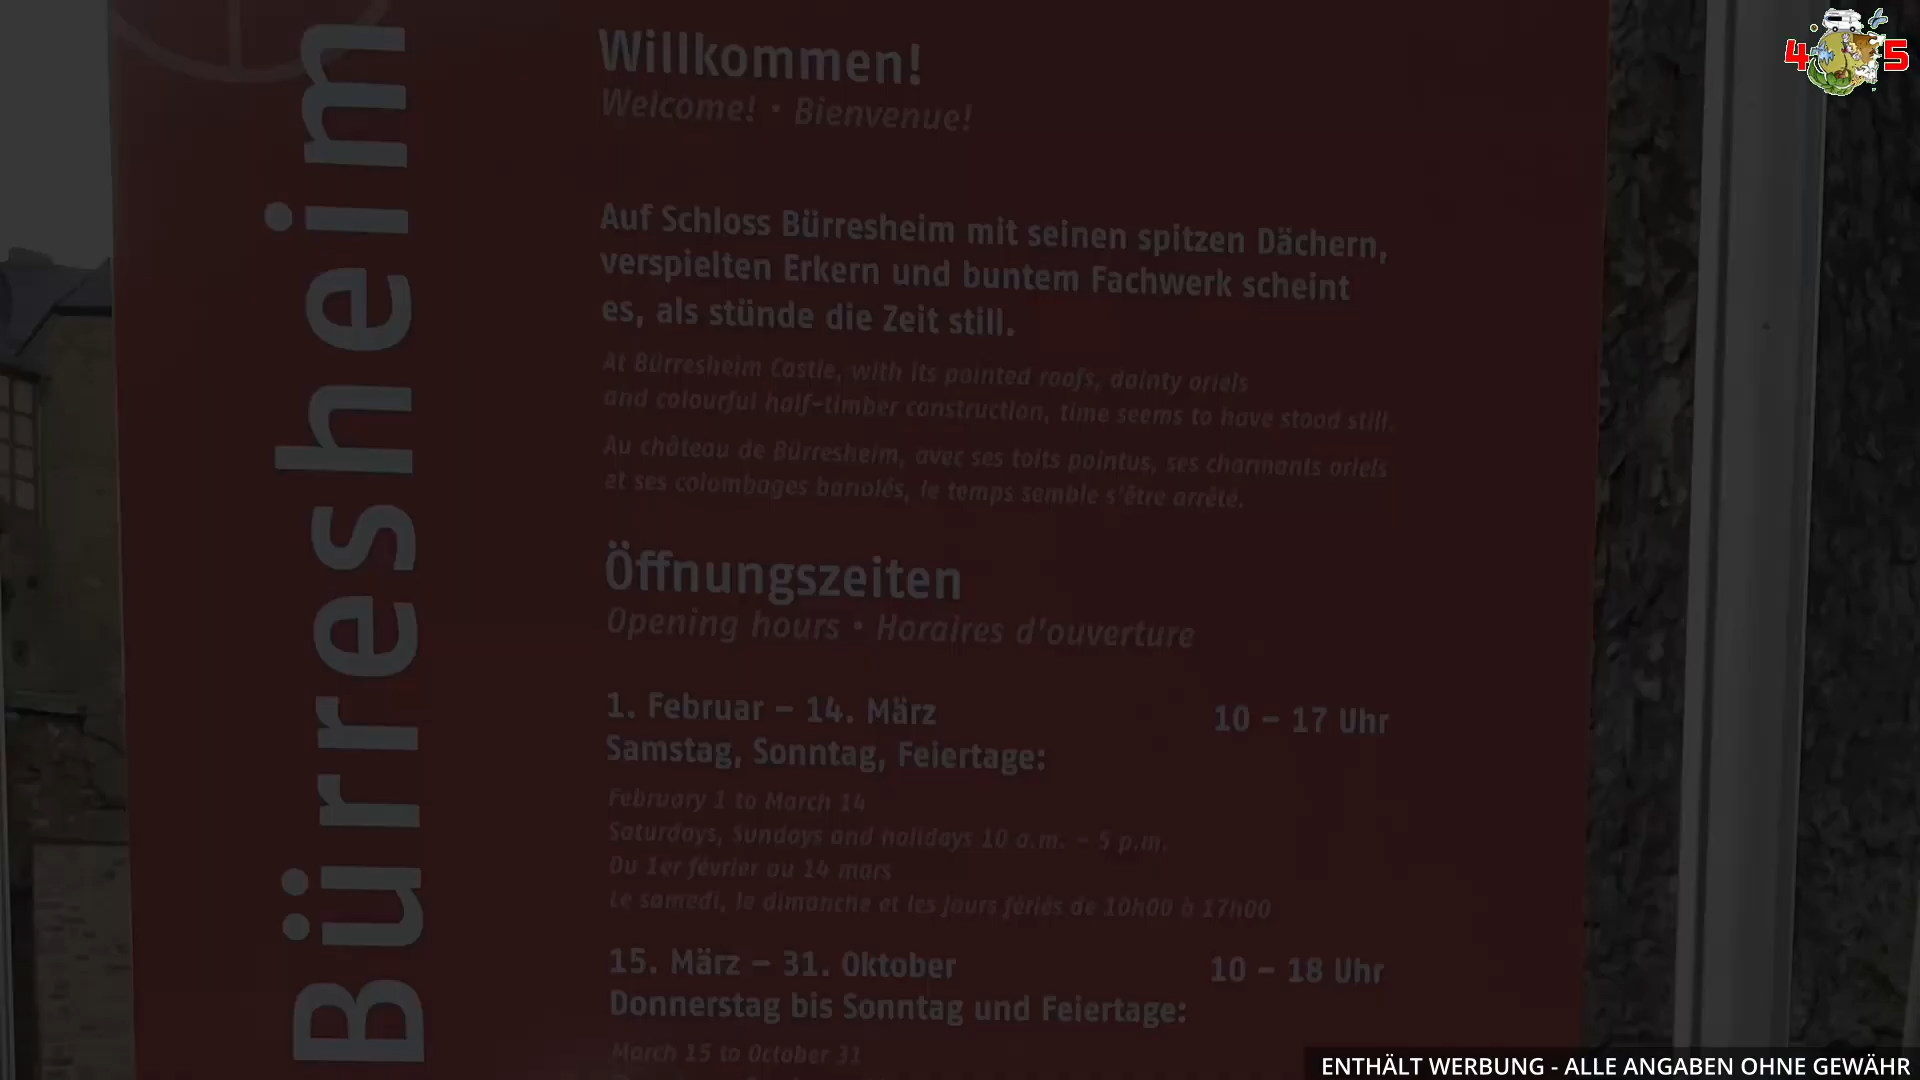 Bürresheim
Willkommen!
Welcome! · Bienvenue!
Auf Schloss Bürresheim mit seinen spitzen Dächern,
verspielten Erkern und buntem Fachwerk scheint
es, als stünde die Zeit still.
At Bürresheim Castle, with its pointed roofs, dainty oriels
and colourful half-timber construction, time seems to have stood still.
Au château de Bürresheim, avec ses toits pointus, ses charmants oriels
et ses colombages bariolés, le temps semble s'être arrêté.
Öffnungszeiten
Opening hours · Horaires d'ouverture
1. Februar – 14. März 10 – 17 Uhr
Samstag, Sonntag, Feiertage:
February 1 to March 14
Saturdays, Sundays and holidays 10 a.m. – 5 p.m.
Du 1er février au 14 mars
Le samedi, le dimanche et les jours fériés de 10h00 à 17h00
15. März – 31. Oktober 10 – 18 Uhr
Donnerstag bis Sonntag und Feiertage:
March 15 to October 31
4 5
ENTHÄLT WERBUNG - ALLE ANGABEN OHNE GEWÄHR